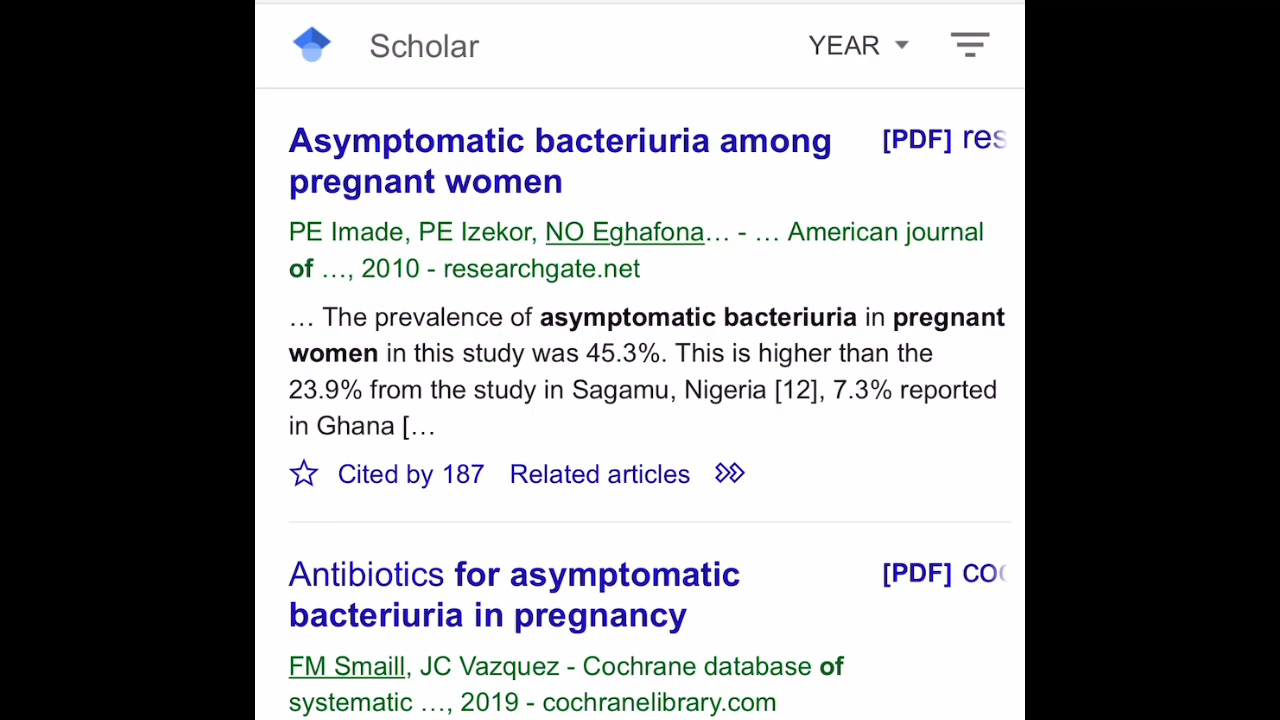 Scholar YEAR
Asymptomatic bacteriuria among [PDF] res
pregnant women
PE Imade, PE Izekor, NO Eghafona… - … American journal
of …, 2010 - researchgate.net
… The prevalence of asymptomatic bacteriuria in pregnant
women in this study was 45.3%. This is higher than the
23.9% from the study in Sagamu, Nigeria [12], 7.3% reported
in Ghana […
Cited by 187 Related articles
Antibiotics for asymptomatic [PDF] coc
bacteriuria in pregnancy
FM Smaill, JC Vazquez - Cochrane database of
systematic …, 2019 - cochranelibrary.com